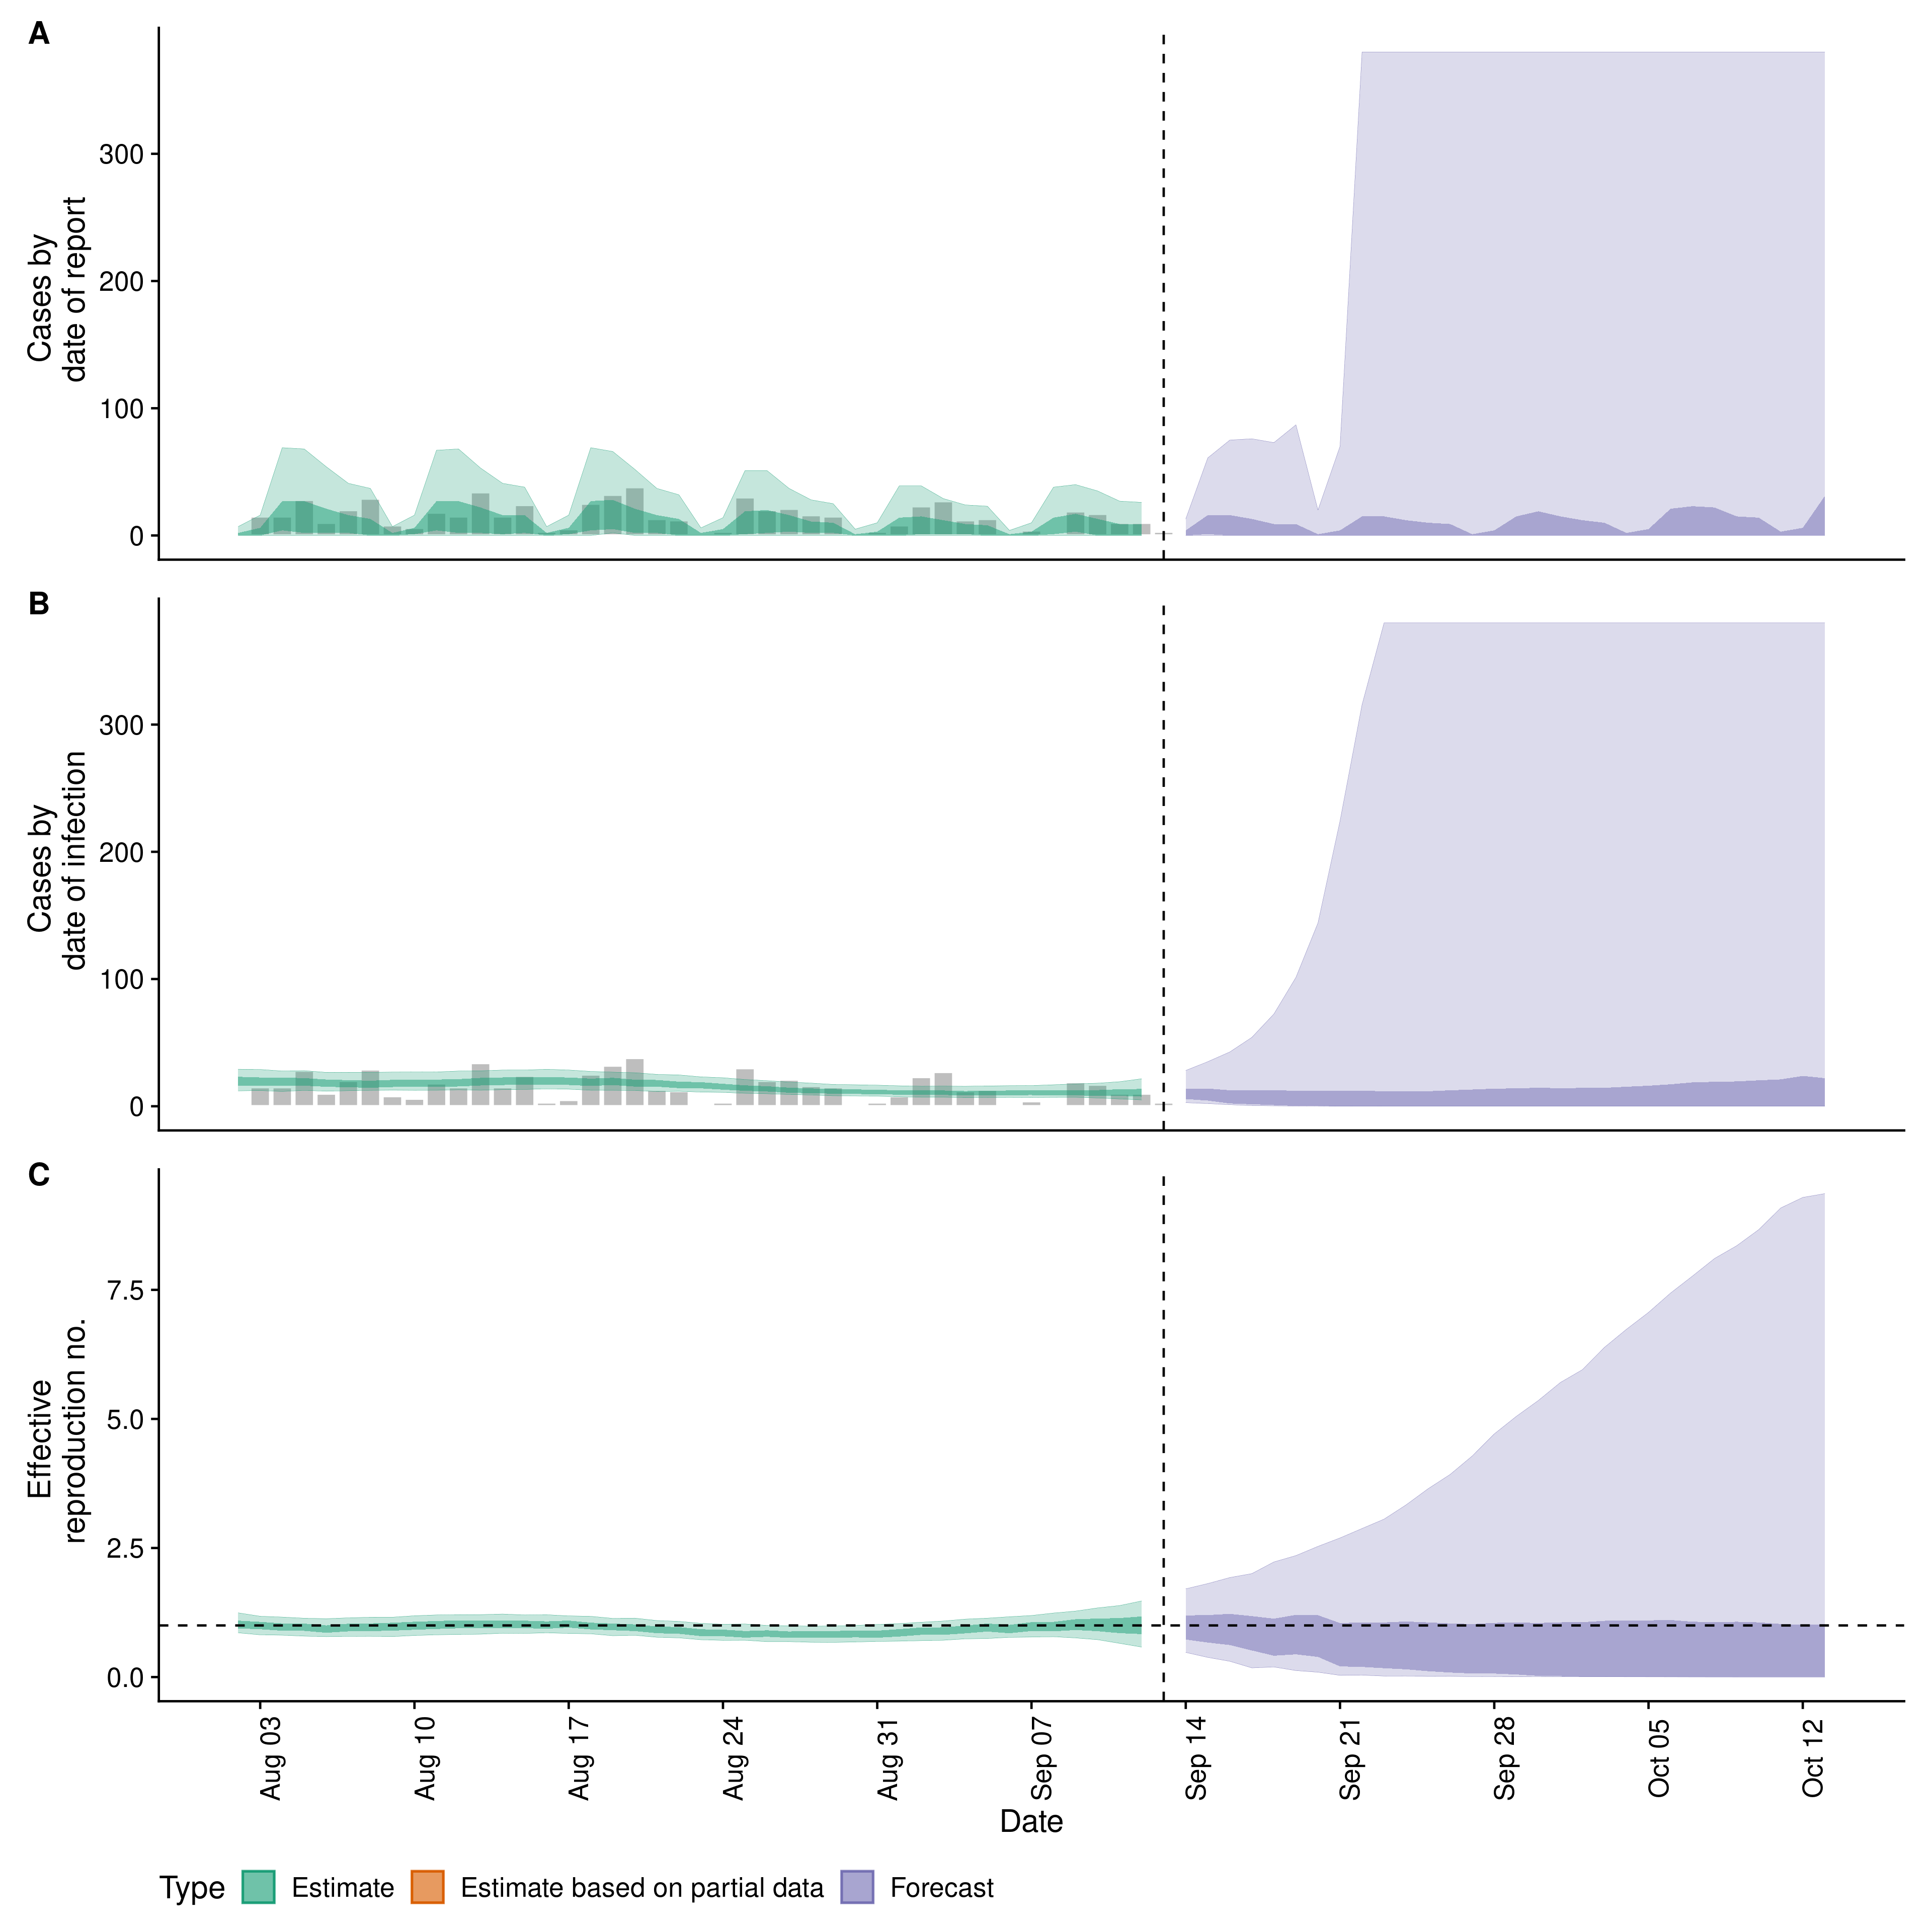 A
Cases by
date of report
300
200
100
0
B
Cases by
date of infection
300
200
100
0
C
Effective
reproduction no.
7.5
5.0
2.5
0.0
Aug 03
Aug 10
Aug 17
Aug 24
Aug 31
Sep 07
Sep 14
Sep 21
Sep 28
Oct 05
Oct 12
Date
Type Estimate Estimate based on partial data Forecast